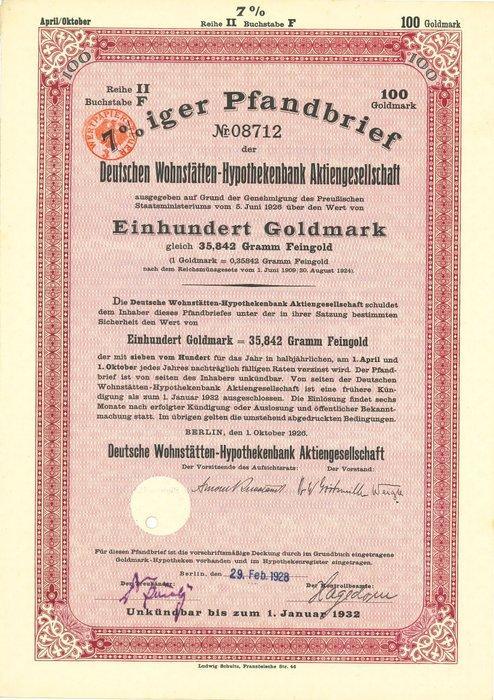 7%
April/Oktober
Reihe II Buchstabe F
100 Goldmark
100
100
Reihe II
Buchstabe F
100
Goldmark
7%iger Pfandbrief
№ 08712
der
Deutschen Wohnstätten-Hypothekenbank Aktiengesellschaft
ausgegeben auf Grund der Genehmigung des Preußischen
Staatsministeriums vom 5. Juni 1926 über den Wert von
Einhundert Goldmark
gleich 35,842 Gramm Feingold
(1 Goldmark = 0,35842 Gramm Feingold
nach dem Reichsmünzgesetz vom 1. Juni 1909/20. August 1924).
Die Deutsche Wohnstätten-Hypothekenbank Aktiengesellschaft schuldet
dem Inhaber dieses Pfandbriefes unter der in ihrer Satzung bestimmten
Sicherheit den Wert von
Einhundert Goldmark = 35,842 Gramm Feingold
der mit sieben vom Hundert für das Jahr in halbjährlichen, am 1. April und
1. Oktober jedes Jahres nachträglich fälligen Raten verzinst wird. Der Pfand-
brief ist von seiten des Inhabers unkündbar. Von seiten der Deutschen
Wohnstätten-Hypothekenbank Aktiengesellschaft ist eine frühere Kün-
digung als zum 1. Januar 1932 ausgeschlossen. Die Einlösung findet sechs
Monate nach erfolgter Kündigung oder Auslosung und öffentlicher Bekannt-
machung statt. Im übrigen gelten die umstehend abgedruckten Bedingungen.
BERLIN, den 1. Oktober 1926.
Deutsche Wohnstätten-Hypothekenbank Aktiengesellschaft
Der Vorsitzende des Aufsichtsrats:
Der Vorstand:
Für diesen Pfandbrief ist die vorschriftsmäßige Deckung durch im Grundbuch eingetragene
Goldmark-Hypotheken vorhanden und im Hypothekenregister eingetragen.
Berlin, den 29. Feb. 1928
Der Treuhänder:
Der Kontrollbeamte:
Hagedorn
Unkündbar bis zum 1. Januar 1932
100
100
Ludwig Schultz, Französische Str. 46